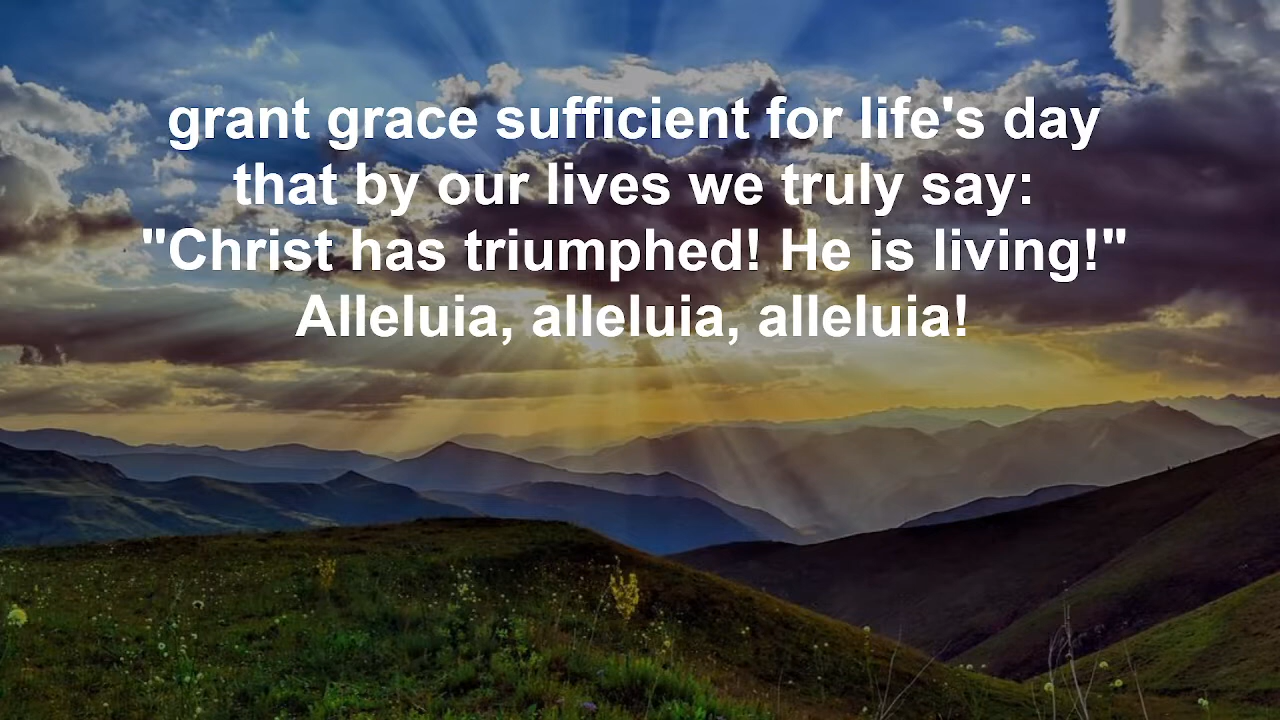 grant grace sufficient for life's day
that by our lives we truly say:
"Christ has triumphed! He is living!"
Alleluia, alleluia, alleluia!